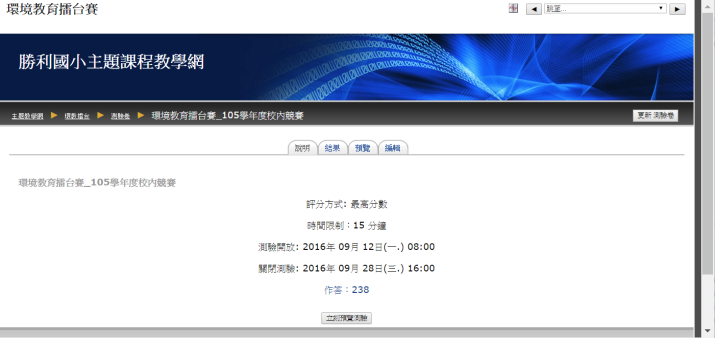 環境教育擂台賽
跳至...
勝利國小主題課程教學網
主題教學網 ► 環教擂台 ► 測驗卷 ► 環境教育擂台賽_105學年度校內競賽
更新 測驗卷
說明 結果 預覽 編輯
環境教育擂台賽_105學年度校內競賽
評分方式: 最高分數
時間限制：15 分鐘
測驗開放: 2016年 09月 12日(一.) 08:00
關閉測驗: 2016年 09月 28日(三.) 16:00
作答：238
立刻預覽測驗